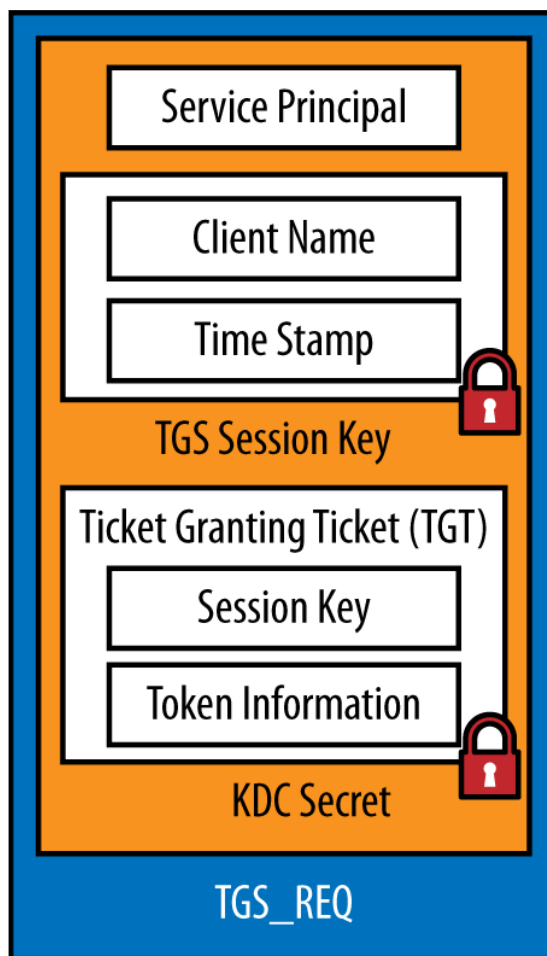 Service Principal
Client Name
Time Stamp
TGS Session Key
Ticket Granting Ticket (TGT)
Session Key
Token Information
KDC Secret
TGS_REQ